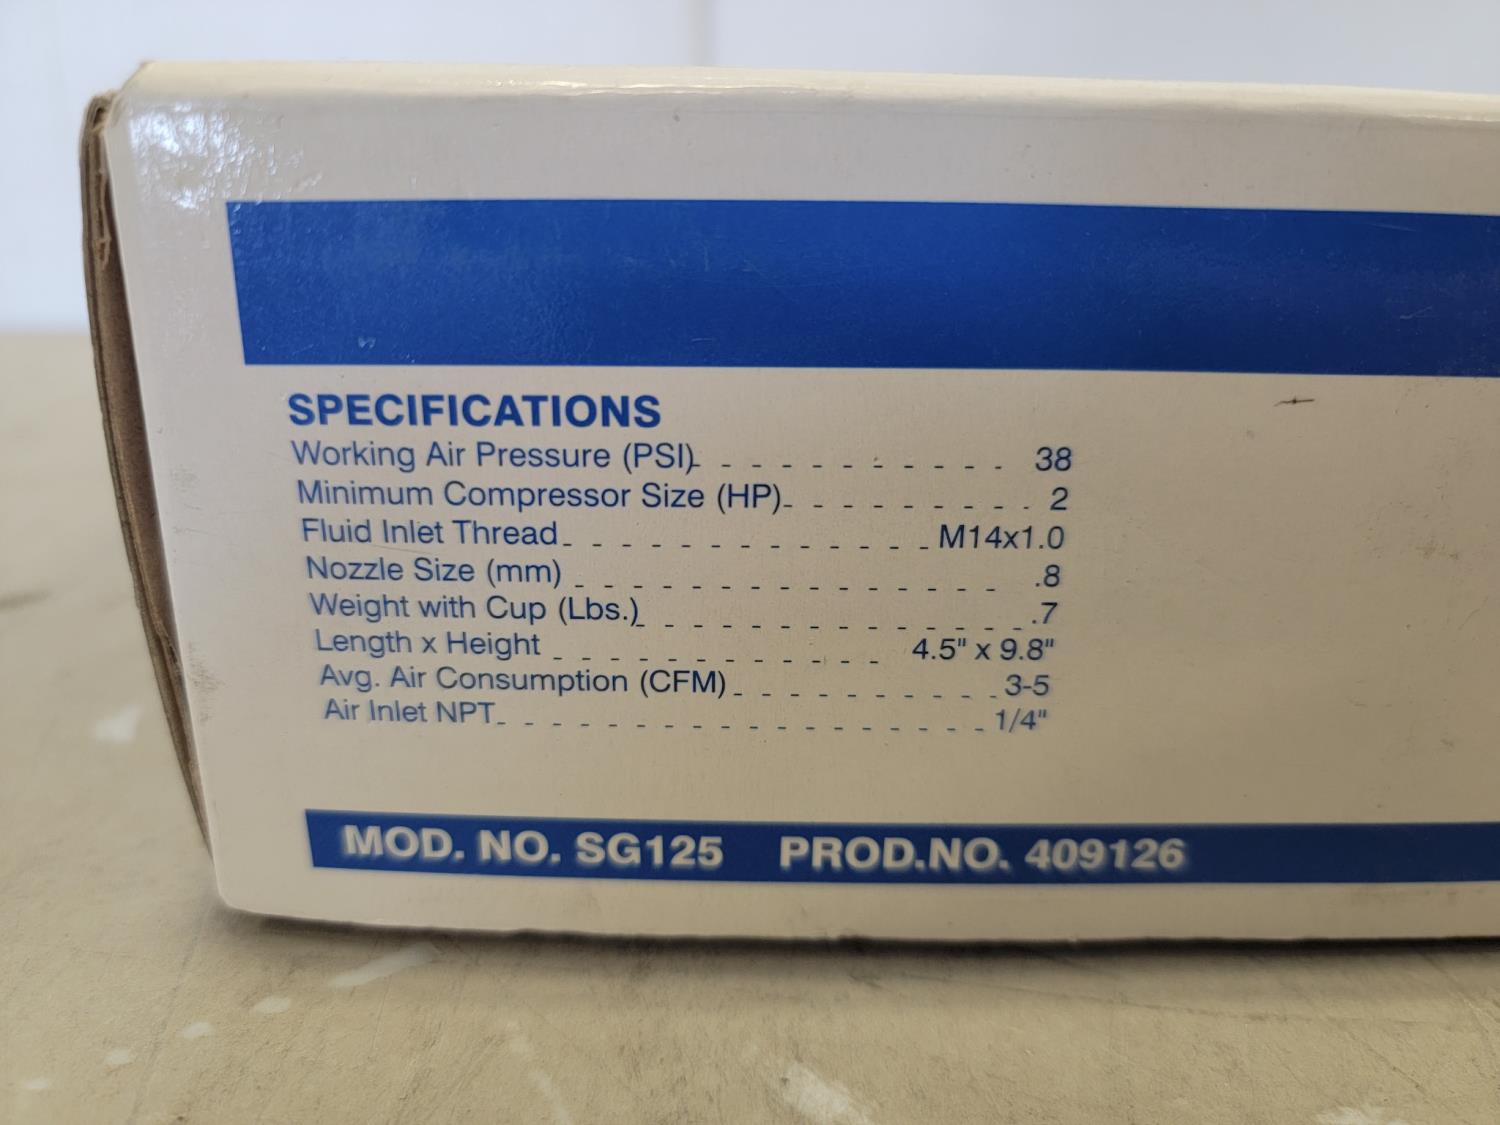 SPECIFICATIONS
Working Air Pressure (PSI) - - - - - - - - - - - 38
Minimum Compressor Size (HP) - - - - - - - - - 2
Fluid Inlet Thread - - - - - - - - - - - - - M14x1.0
Nozzle Size (mm) - - - - - - - - - - - - - - - .8
Weight with Cup (Lbs.) - - - - - - - - - - - - - - .7
Length x Height - - - - - - - - - - - - 4.5" x 9.8"
Avg. Air Consumption (CFM) - - - - - - - - - - 3-5
Air Inlet NPT - - - - - - - - - - - - - - - - - - - 1/4"
MOD. NO. SG125 PROD.NO. 409126